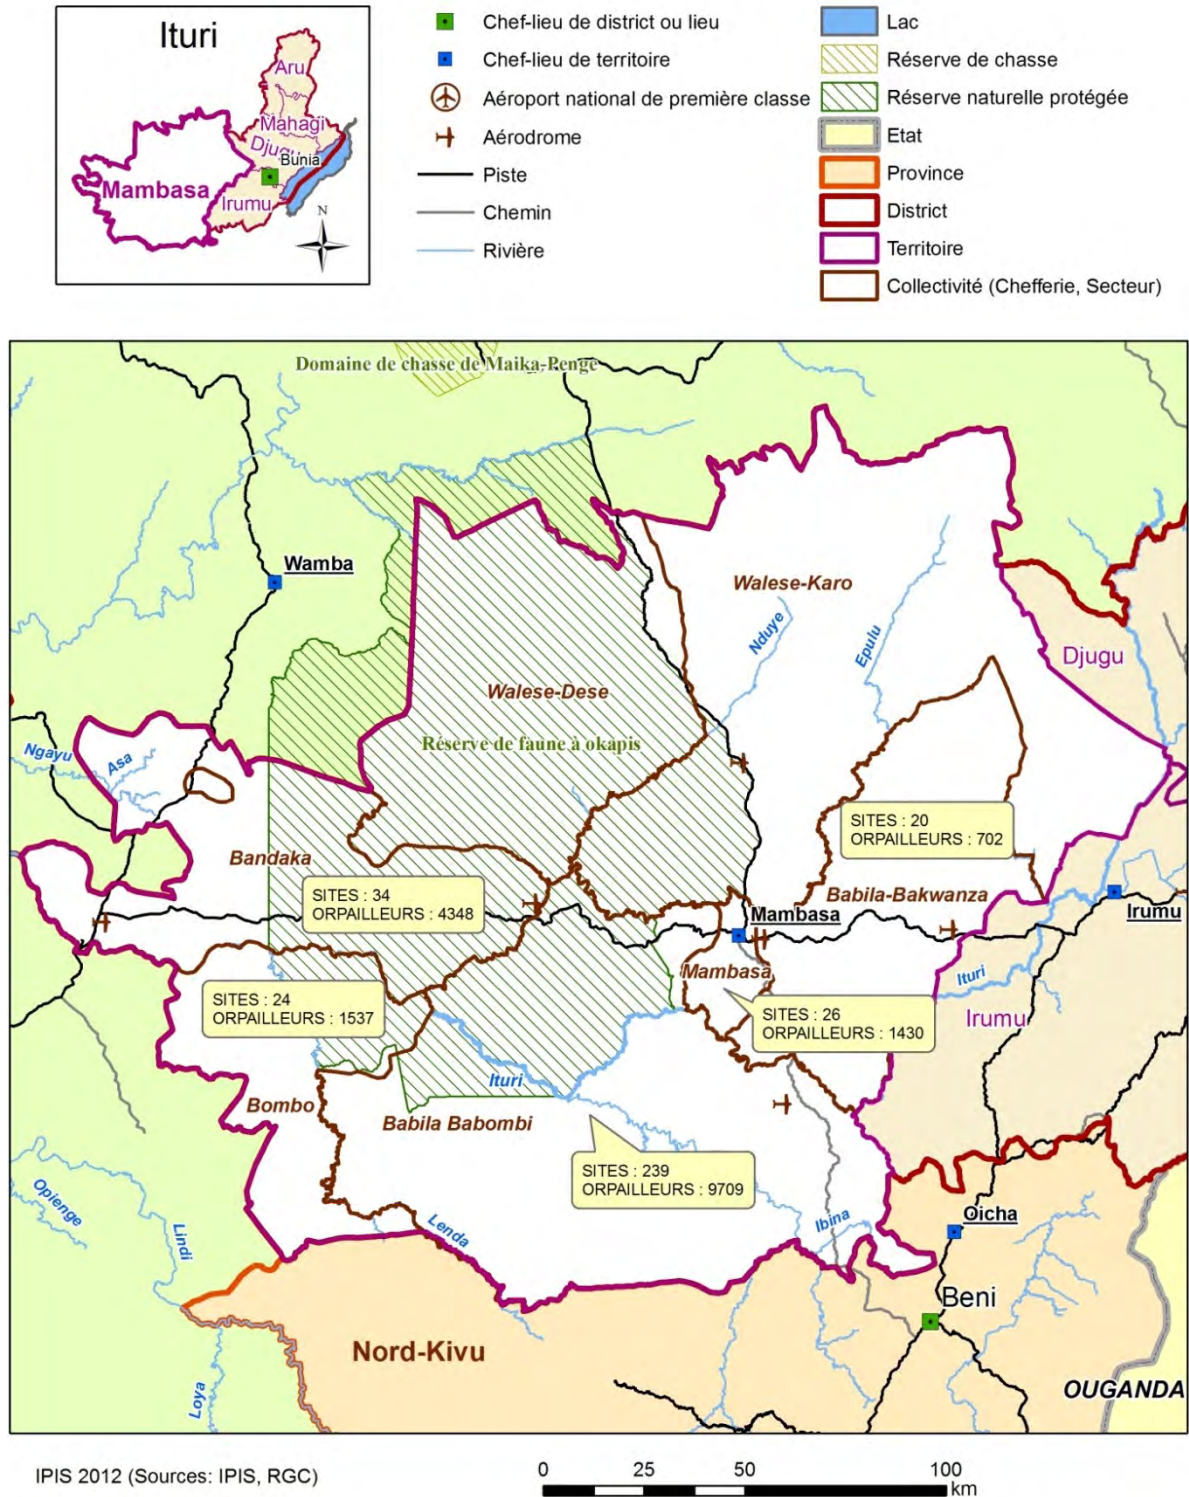 Ituri
Aru
Mahagi
Djugu
Bunia
Mambasa
Irumu
N
Chef-lieu de district ou lieu
Chef-lieu de territoire
Aéroport national de première classe
Aérodrome
Piste
Chemin
Rivière
Lac
Réserve de chasse
Réserve naturelle protégée
Etat
Province
District
Territoire
Collectivité (Chefferie, Secteur)
Domaine de chasse de Maika-Penge
Wamba
Walese-Karo
Nduye
Epulu
Djugu
Walese-Dese
Réserve de faune à okapis
Ngayu
Asa
SITES : 20
ORPAILLEURS : 702
Bandaka
SITES : 34
ORPAILLEURS : 4348
Babila-Bakwanza
Irumu
Mambasa
Mambasa
Ituri
SITES : 24
ORPAILLEURS : 1537
SITES : 26
ORPAILLEURS : 1430
Irumu
Ituri
Bombo
Babila Babombi
SITES : 239
ORPAILLEURS : 9709
Opienge
Lindi
Lenda
Ibina
Oicha
Beni
Nord-Kivu
Loya
OUGANDA
IPIS 2012 (Sources: IPIS, RGC)
0 25 50 100
km